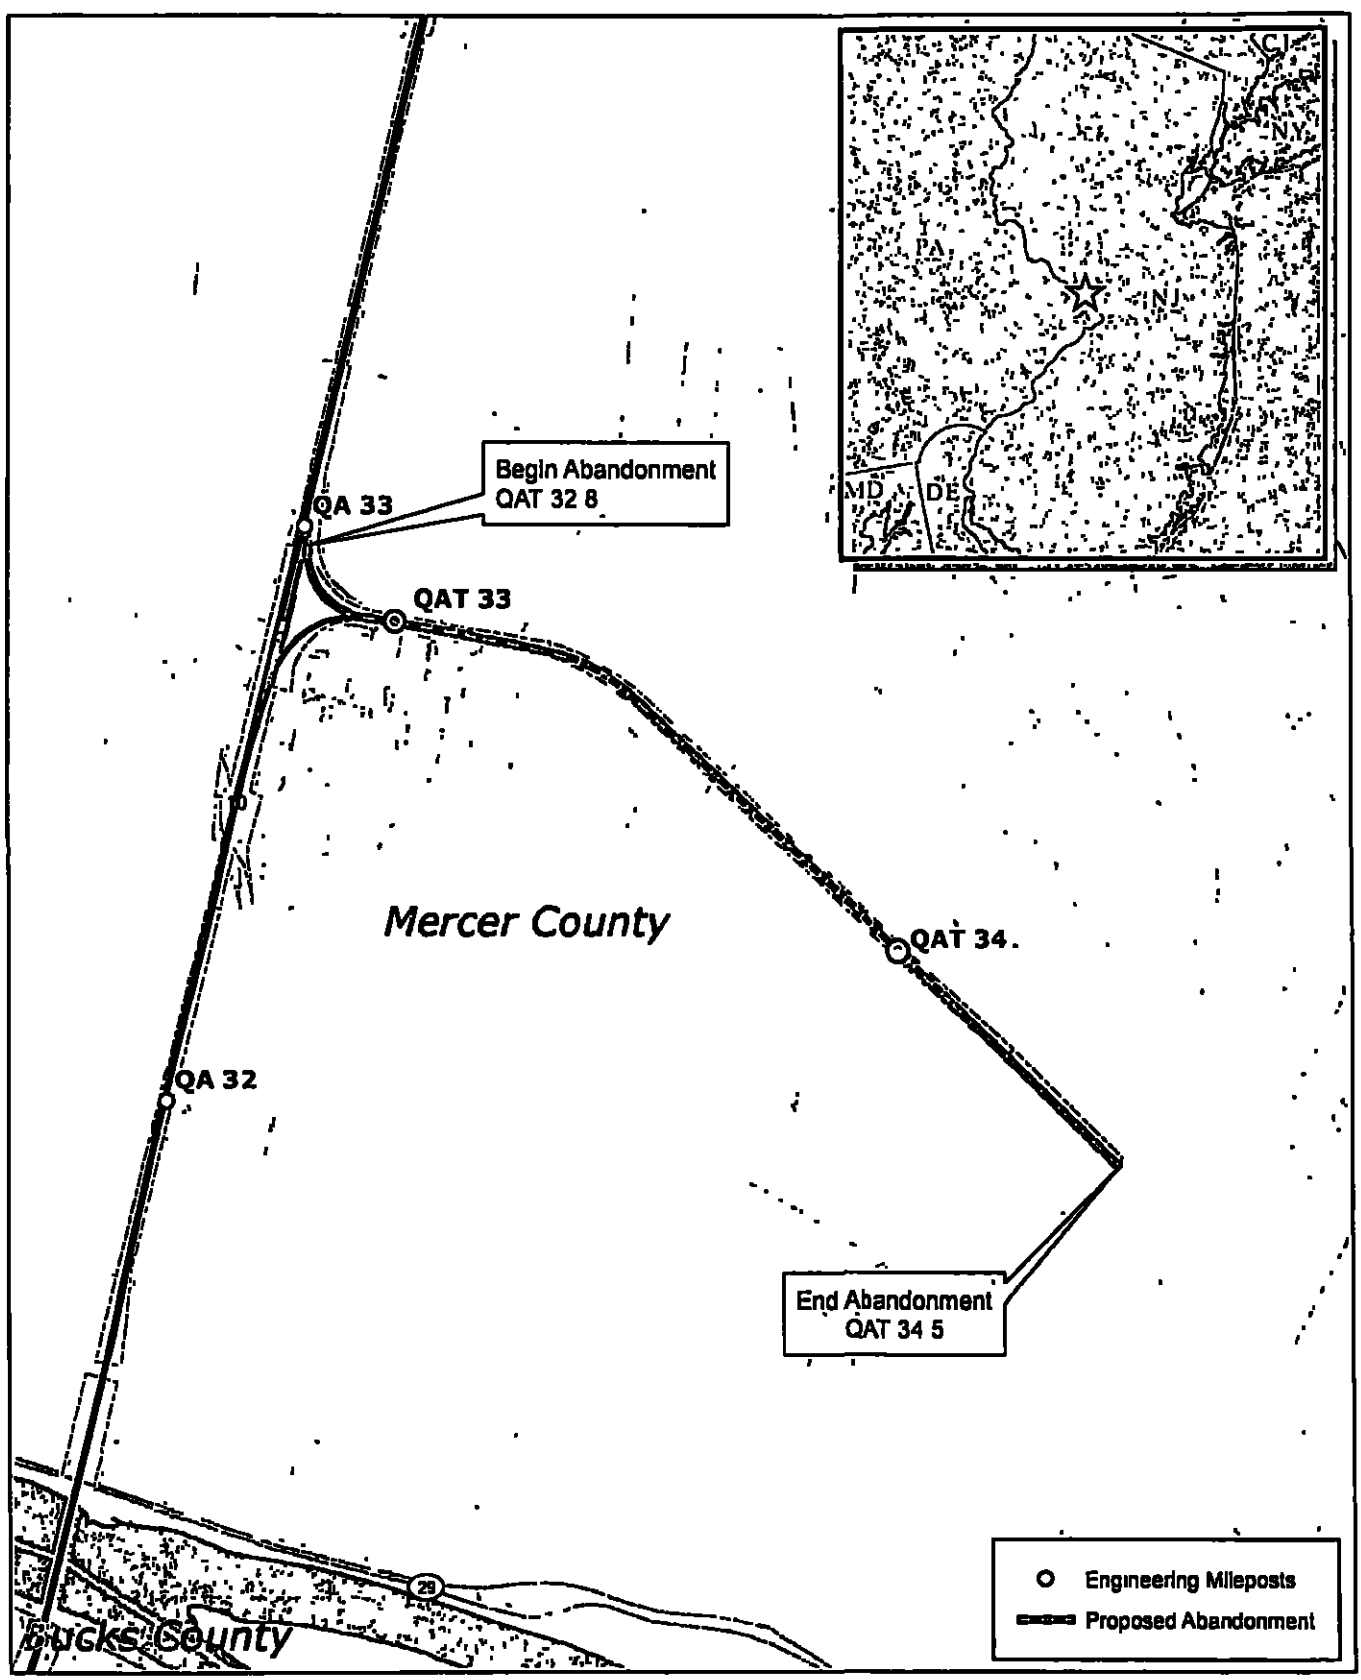 CT
NY
PA
NJ
MD
DE
Begin Abandonment
QAT 32 8
QA 33
QAT 33
Mercer County
QAT 34
QA 32
End Abandonment
QAT 34 5
29
Bucks County
Engineering Mileposts
Proposed Abandonment